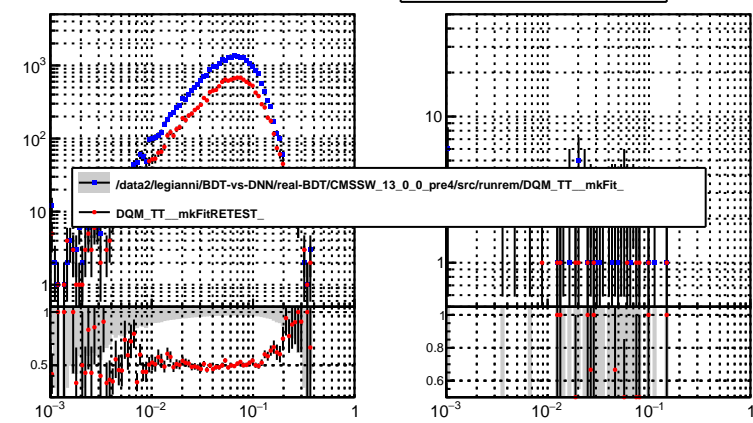 10³
10²
10
1
10
1
/data2/legianni/BDT-vs-DNN/real-BDT/CMSSW_13_0_0_pre4/src/runrem/DQM_TT__mkFit_
DQM_TT__mkFitRETEST_
1
0.5
1
0.8
0.6
10⁻³ 10⁻² 10⁻¹ 1
10⁻³ 10⁻² 10⁻¹ 1